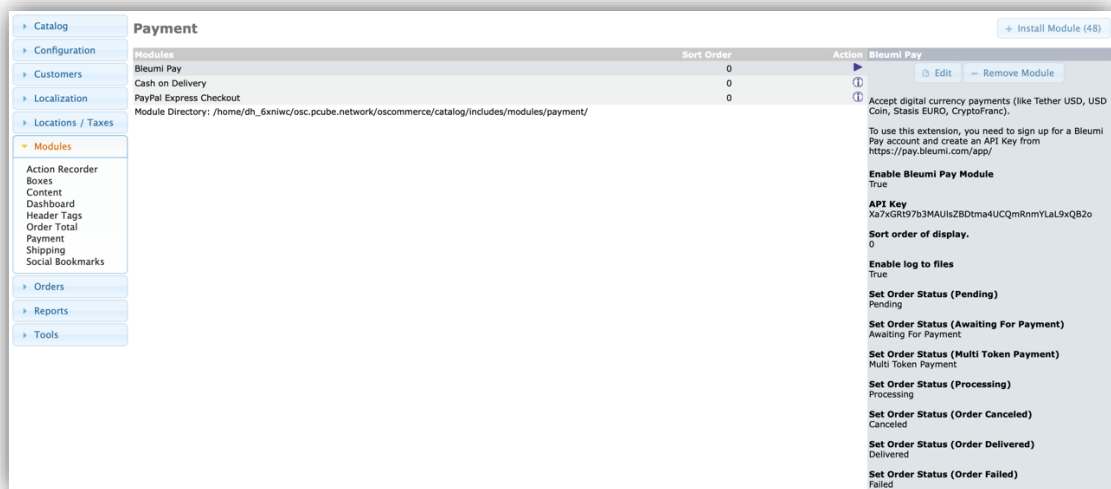 Catalog
Configuration
Customers
Localization
Locations / Taxes
Modules
Action Recorder
Boxes
Content
Dashboard
Header Tags
Order Total
Payment
Shipping
Social Bookmarks
Orders
Reports
Tools
Payment
Install Module (48)
Modules Sort Order Action
Bleumi Pay 0
Cash on Delivery 0
PayPal Express Checkout 0
Module Directory: /home/dh_6xniwc/osc.pcube.network/oscommerce/catalog/includes/modules/payment/
Bleumi Pay
Edit Remove Module
Accept digital currency payments (like Tether USD, USD
Coin, Stasis EURO, CryptoFranc).
To use this extension, you need to sign up for a Bleumi
Pay account and create an API Key from
https://pay.bleumi.com/app/
Enable Bleumi Pay Module
True
API Key
Xa7xGRt97b3MAUlsZBDtma4UCQmRnmYLaL9xQB2o
Sort order of display.
0
Enable log to files
True
Set Order Status (Pending)
Pending
Set Order Status (Awaiting For Payment)
Awaiting For Payment
Set Order Status (Multi Token Payment)
Multi Token Payment
Set Order Status (Processing)
Processing
Set Order Status (Order Canceled)
Canceled
Set Order Status (Order Delivered)
Delivered
Set Order Status (Order Failed)
Failed